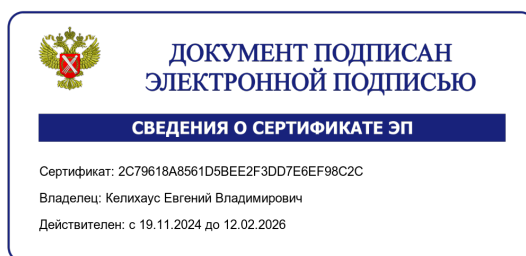 ДОКУМЕНТ ПОДПИСАН
ЭЛЕКТРОННОЙ ПОДПИСЬЮ
СВЕДЕНИЯ О СЕРТИФИКАТЕ ЭП
Сертификат: 2C79618A8561D5BEE2F3DD7E6EF98C2C
Владелец: Келихаус Евгений Владимирович
Действителен: с 19.11.2024 до 12.02.2026